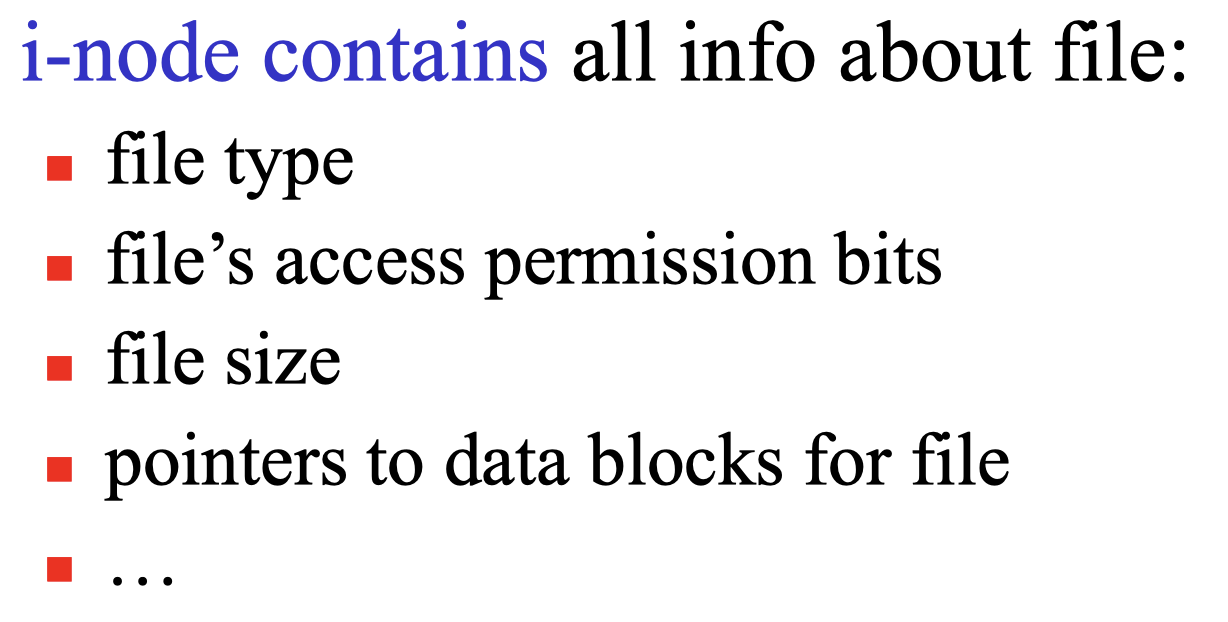 i-node contains all info about file:
▪ file type
▪ file’s access permission bits
▪ file size
▪ pointers to data blocks for file
▪ …